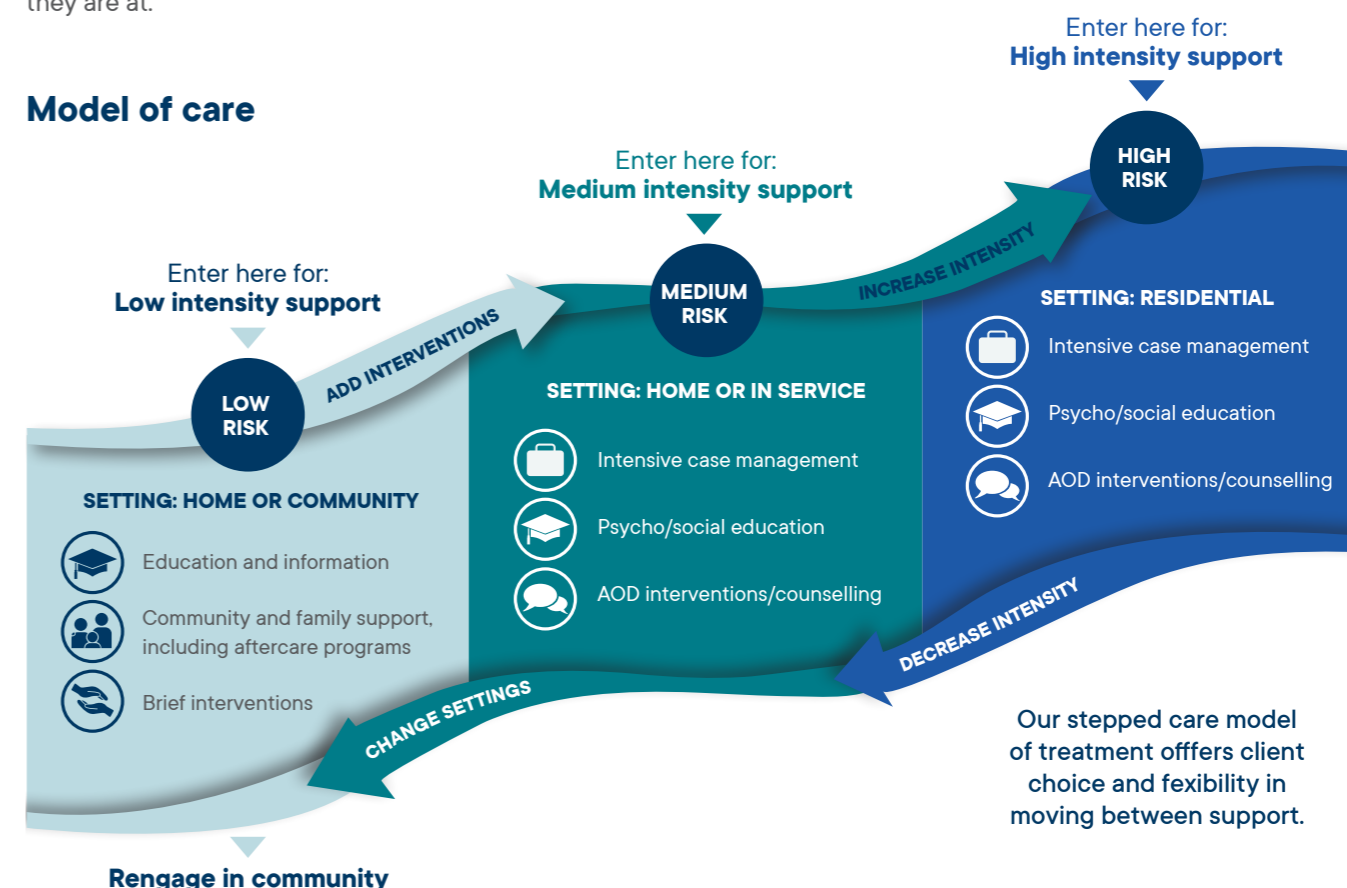 they are at.
Model of care
Enter here for:
Low intensity support
LOW
RISK
ADD INTERVENTIONS
SETTING: HOME OR COMMUNITY
Education and information
Community and family support,
including aftercare programs
Brief interventions
Enter here for:
Medium intensity support
MEDIUM
RISK
INCREASE INTENSITY
SETTING: HOME OR IN SERVICE
Intensive case management
Psycho/social education
AOD interventions/counselling
Enter here for:
High intensity support
HIGH
RISK
SETTING: RESIDENTIAL
Intensive case management
Psycho/social education
AOD interventions/counselling
DECREASE INTENSITY
CHANGE SETTINGS
Rengage in community
Our stepped care model
of treatment offfers client
choice and fexibility in
moving between support.